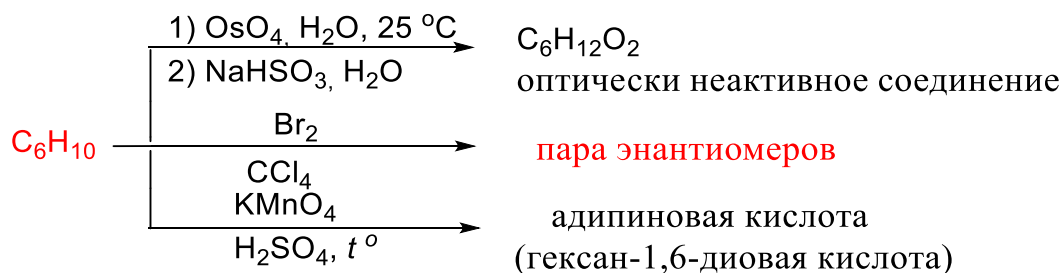 1) OsO₄, H₂O, 25 °C
2) NaHSO₃, H₂O
C₆H₁₂O₂
оптически неактивное соединение
C₆H₁₀
Br₂
CCl₄
пара энантиомеров
KMnO₄
H₂SO₄, t °
адипиновая кислота
(гексан-1,6-диовая кислота)